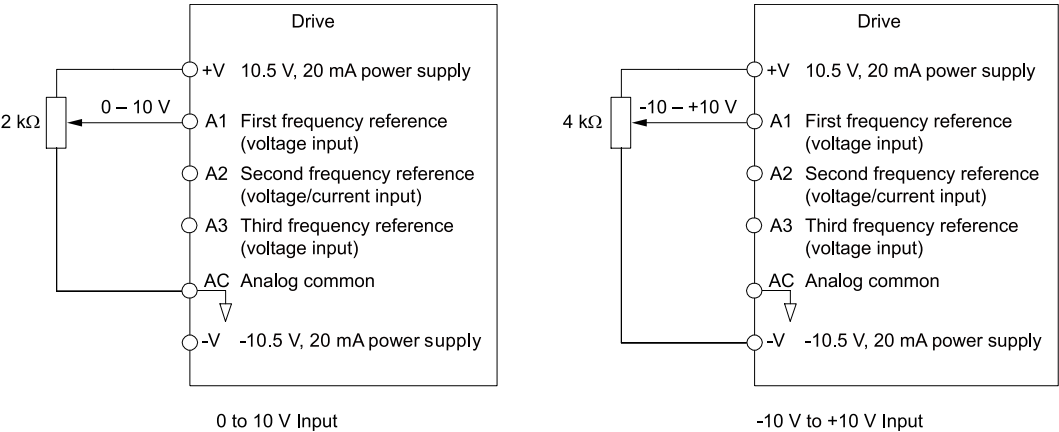 Drive
+V 10.5 V, 20 mA power supply
2 kΩ
0 – 10 V
A1 First frequency reference
(voltage input)
A2 Second frequency reference
(voltage/current input)
A3 Third frequency reference
(voltage input)
AC Analog common
-V -10.5 V, 20 mA power supply
0 to 10 V Input
Drive
+V 10.5 V, 20 mA power supply
4 kΩ
-10 – +10 V
A1 First frequency reference
(voltage input)
A2 Second frequency reference
(voltage/current input)
A3 Third frequency reference
(voltage input)
AC Analog common
-V -10.5 V, 20 mA power supply
-10 V to +10 V Input